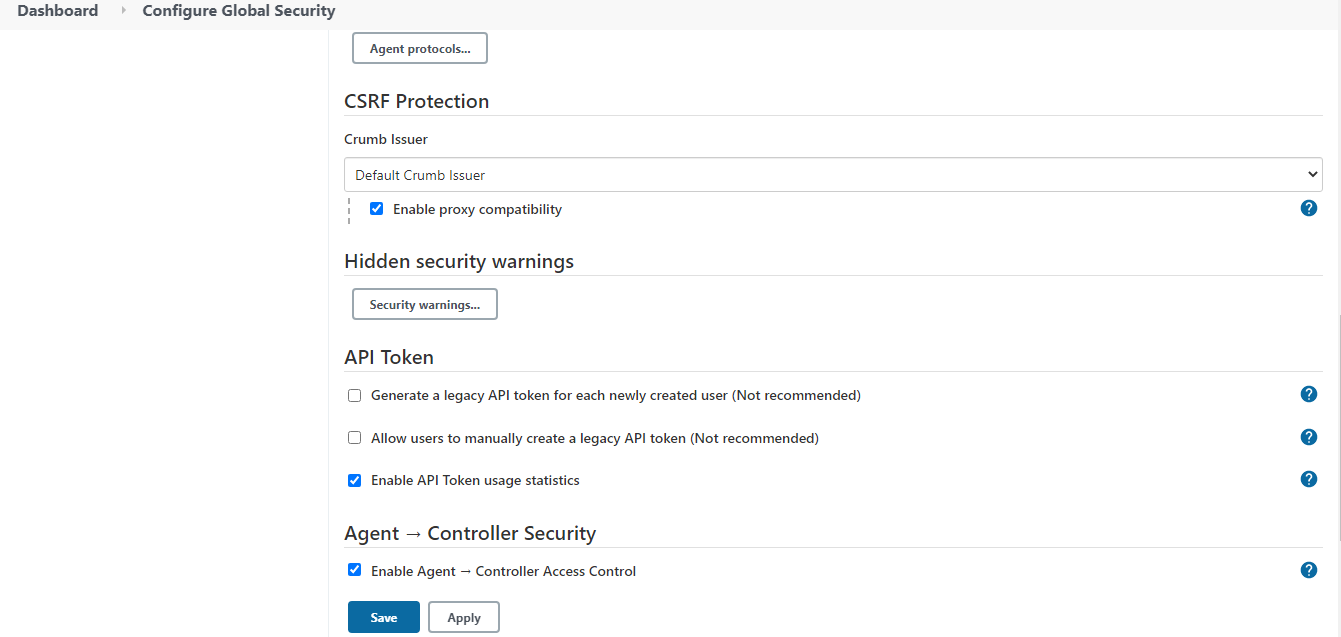 Dashboard Configure Global Security
Agent protocols...
CSRF Protection
Crumb Issuer
Default Crumb Issuer
Enable proxy compatibility ?
Hidden security warnings
Security warnings...
API Token
Generate a legacy API token for each newly created user (Not recommended) ?
Allow users to manually create a legacy API token (Not recommended) ?
Enable API Token usage statistics ?
Agent → Controller Security
Enable Agent → Controller Access Control ?
Save Apply